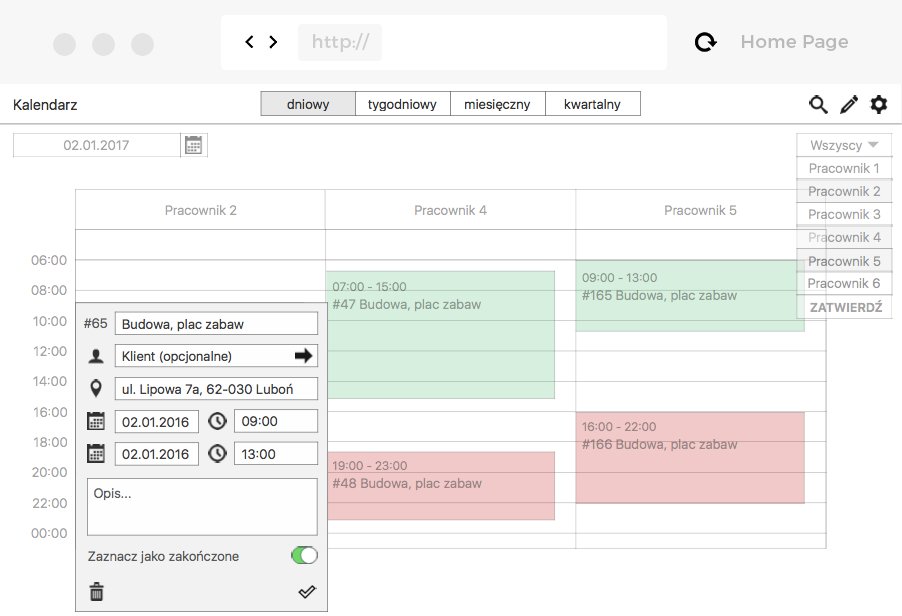 http://
Home Page
Kalendarz
dniowy
tygodniowy
miesięczny
kwartalny
02.01.2017
Wszyscy
Pracownik 1
Pracownik 2
Pracownik 3
Pracownik 4
Pracownik 5
Pracownik 6
ZATWIERDŹ
Pracownik 2
Pracownik 4
Pracownik 5
06:00
08:00
10:00
12:00
14:00
16:00
18:00
20:00
22:00
00:00
07:00 - 15:00
#47 Budowa, plac zabaw
19:00 - 23:00
#48 Budowa, plac zabaw
09:00 - 13:00
#165 Budowa, plac zabaw
16:00 - 22:00
#166 Budowa, plac zabaw
#65 Budowa, plac zabaw
Klient (opcjonalne)
ul. Lipowa 7a, 62-030 Luboń
02.01.2016 09:00
02.01.2016 13:00
Opis...
Zaznacz jako zakończone